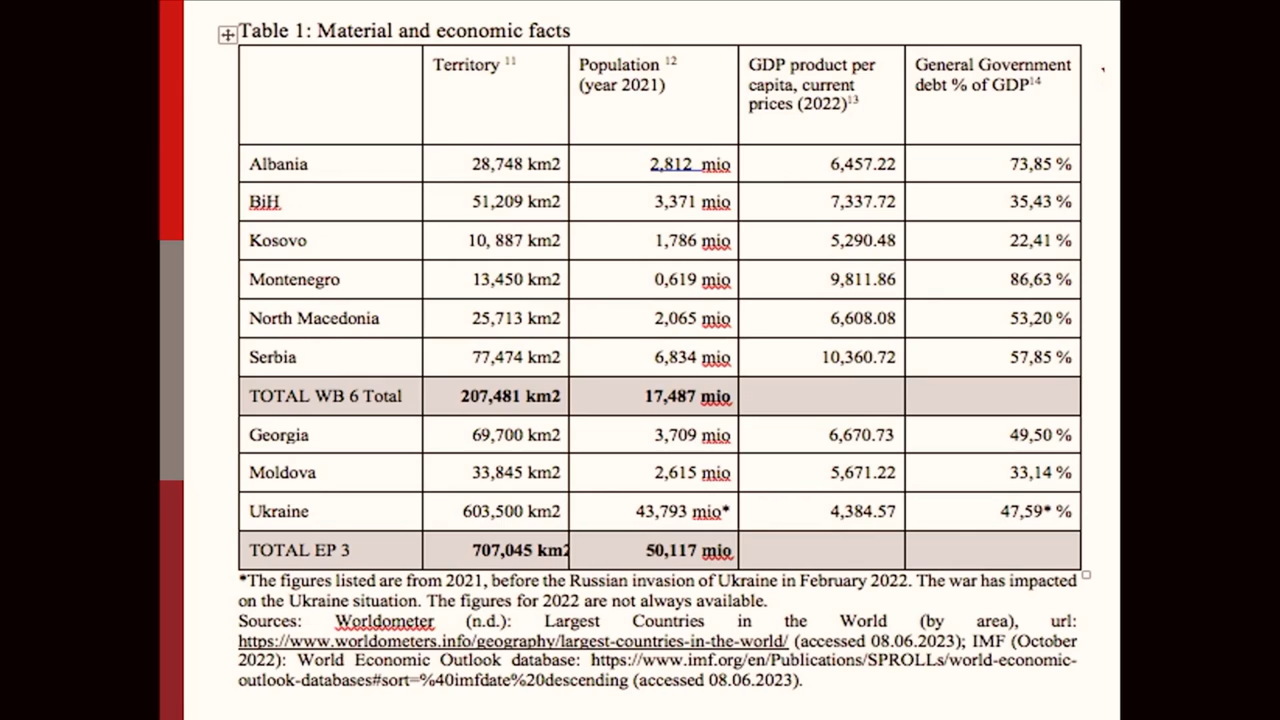 Table 1: Material and economic facts
Territory 11 Population 12 (year 2021) GDP product per capita, current prices (2022)13 General Government debt % of GDP14
Albania 28,748 km2 2,812 mio 6,457.22 73,85 %
BiH 51,209 km2 3,371 mio 7,337.72 35,43 %
Kosovo 10, 887 km2 1,786 mio 5,290.48 22,41 %
Montenegro 13,450 km2 0,619 mio 9,811.86 86,63 %
North Macedonia 25,713 km2 2,065 mio 6,608.08 53,20 %
Serbia 77,474 km2 6,834 mio 10,360.72 57,85 %
TOTAL WB 6 Total 207,481 km2 17,487 mio
Georgia 69,700 km2 3,709 mio 6,670.73 49,50 %
Moldova 33,845 km2 2,615 mio 5,671.22 33,14 %
Ukraine 603,500 km2 43,793 mio* 4,384.57 47,59* %
TOTAL EP 3 707,045 km2 50,117 mio
*The figures listed are from 2021, before the Russian invasion of Ukraine in February 2022. The war has impacted
on the Ukraine situation. The figures for 2022 are not always available.
Sources: Worldometer (n.d.): Largest Countries in the World (by area), url:
https://www.worldometers.info/geography/largest-countries-in-the-world/ (accessed 08.06.2023); IMF (October
2022): World Economic Outlook database: https://www.imf.org/en/Publications/SPROLLs/world-economic-
outlook-databases#sort=%40imfdate%20descending (accessed 08.06.2023).